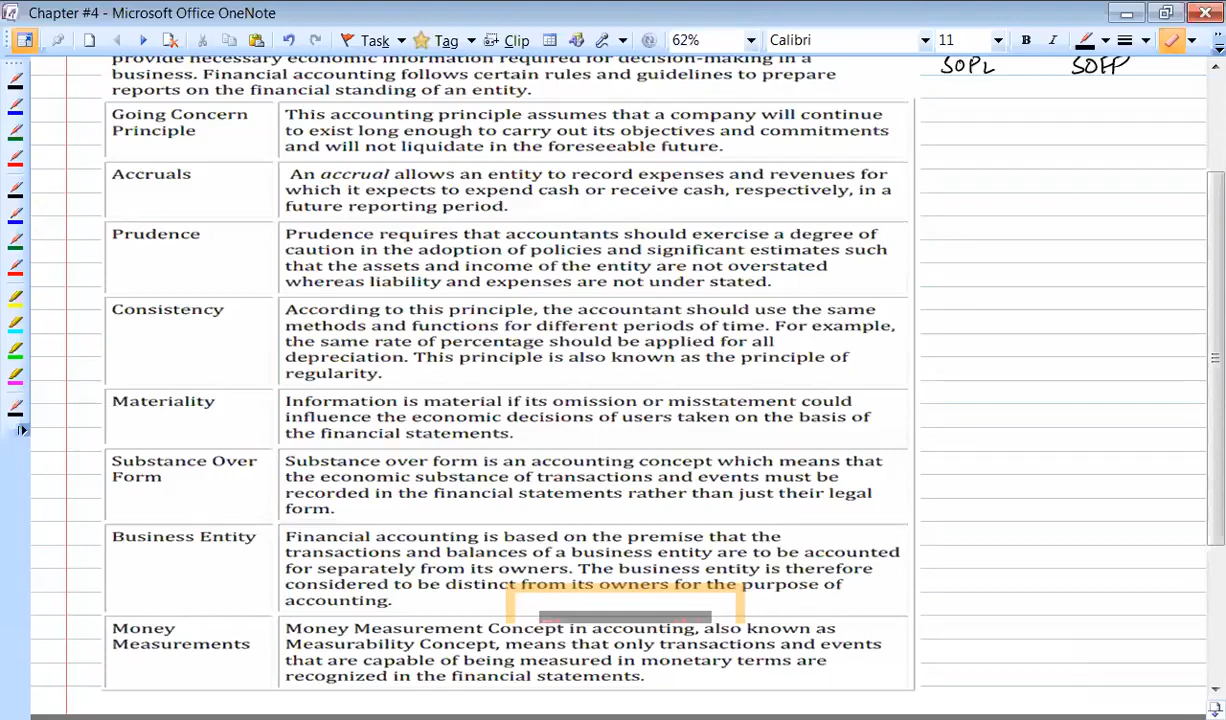 Chapter #4 - Microsoft Office OneNote
Task Tag Clip 62% Calibri 11 B I
provide necessary economic information required for decision-making in a
business. Financial accounting follows certain rules and guidelines to prepare
reports on the financial standing of an entity.
SOPL SOFP
Going Concern
Principle
This accounting principle assumes that a company will continue
to exist long enough to carry out its objectives and commitments
and will not liquidate in the foreseeable future.
Accruals
An accrual allows an entity to record expenses and revenues for
which it expects to expend cash or receive cash, respectively, in a
future reporting period.
Prudence
Prudence requires that accountants should exercise a degree of
caution in the adoption of policies and significant estimates such
that the assets and income of the entity are not overstated
whereas liability and expenses are not under stated.
Consistency
According to this principle, the accountant should use the same
methods and functions for different periods of time. For example,
the same rate of percentage should be applied for all
depreciation. This principle is also known as the principle of
regularity.
Materiality
Information is material if its omission or misstatement could
influence the economic decisions of users taken on the basis of
the financial statements.
Substance Over
Form
Substance over form is an accounting concept which means that
the economic substance of transactions and events must be
recorded in the financial statements rather than just their legal
form.
Business Entity
Financial accounting is based on the premise that the
transactions and balances of a business entity are to be accounted
for separately from its owners. The business entity is therefore
considered to be distinct from its owners for the purpose of
accounting.
Money
Measurements
Money Measurement Concept in accounting, also known as
Measurability Concept, means that only transactions and events
that are capable of being measured in monetary terms are
recognized in the financial statements.